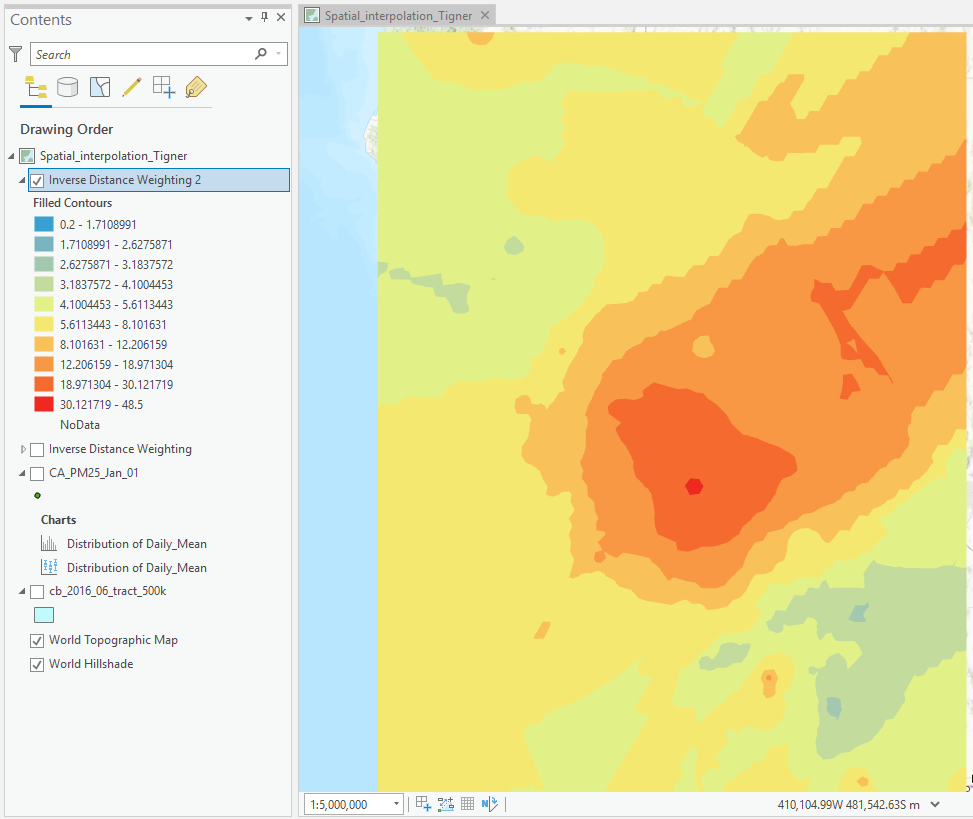 Contents
Spatial_interpolation_Tigner
Search
Drawing Order
Spatial_interpolation_Tigner
Inverse Distance Weighting 2
Filled Contours
0.2 - 1.7108991
1.7108991 - 2.6275871
2.6275871 - 3.1837572
3.1837572 - 4.1004453
4.1004453 - 5.6113443
5.6113443 - 8.101631
8.101631 - 12.206159
12.206159 - 18.971304
18.971304 - 30.121719
30.121719 - 48.5
NoData
Inverse Distance Weighting
CA_PM25_Jan_01
Charts
Distribution of Daily_Mean
Distribution of Daily_Mean
cb_2016_06_tract_500k
World Topographic Map
World Hillshade
1:5,000,000
N
410,104.99W 481,542.63S m